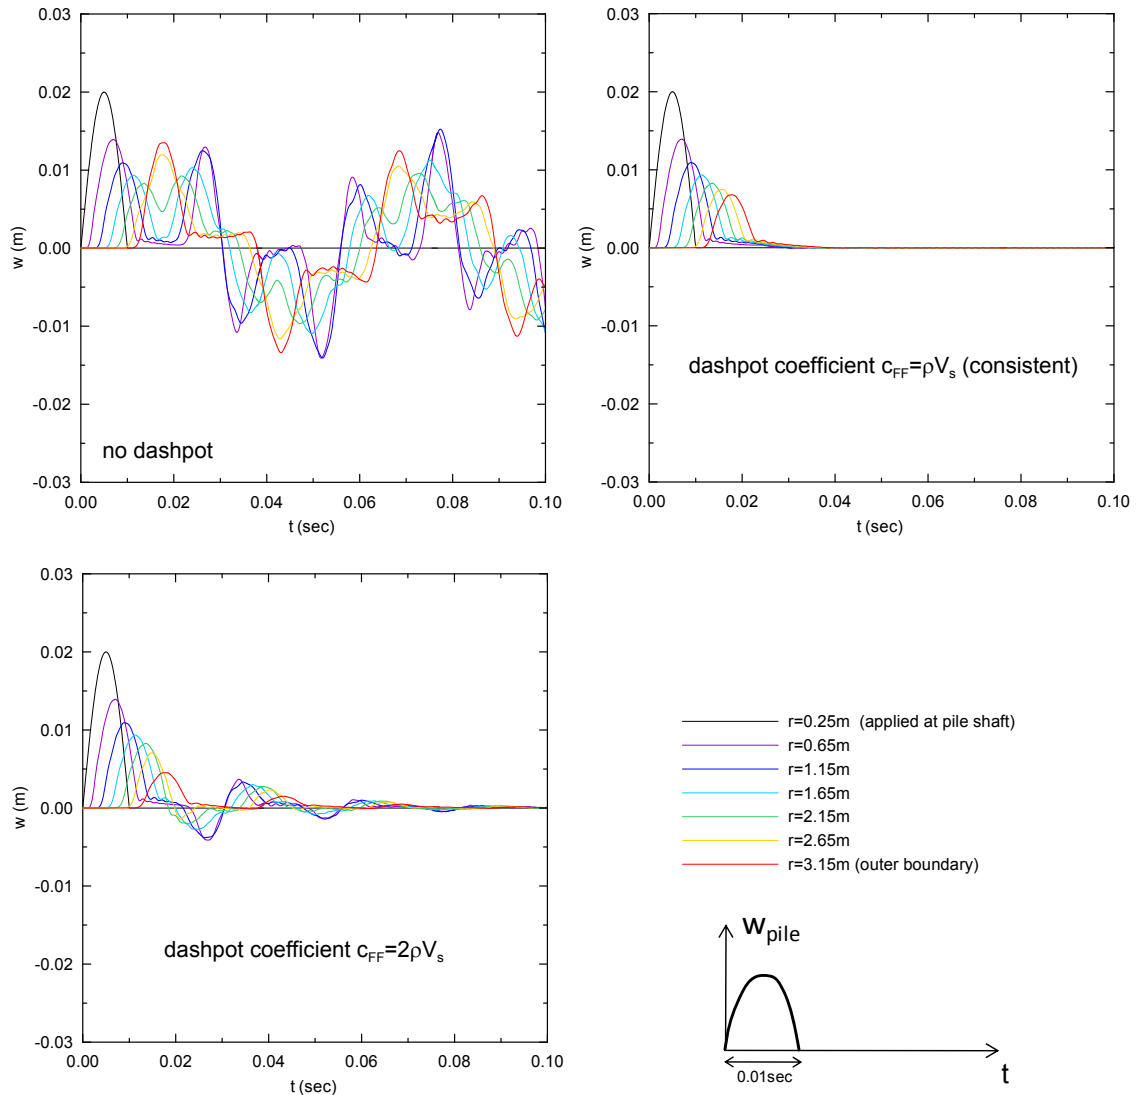 0.03
0.02
0.01
0.00
-0.01
-0.02
-0.03
w (m)
no dashpot
0.00 0.02 0.04 0.06 0.08 0.10
t (sec)
0.03
0.02
0.01
0.00
-0.01
-0.02
-0.03
w (m)
dashpot coefficient cFF=ρVs (consistent)
0.00 0.02 0.04 0.06 0.08 0.10
t (sec)
0.03
0.02
0.01
0.00
-0.01
-0.02
-0.03
w (m)
dashpot coefficient cFF=2ρVs
0.00 0.02 0.04 0.06 0.08 0.10
t (sec)
r=0.25m (applied at pile shaft)
r=0.65m
r=1.15m
r=1.65m
r=2.15m
r=2.65m
r=3.15m (outer boundary)
wpile
0.01sec
t